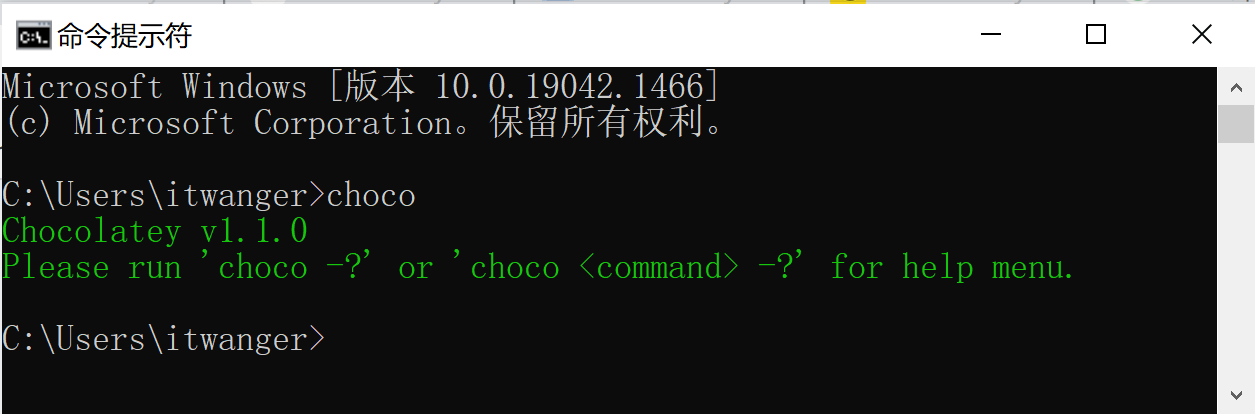 命令提示符
Microsoft Windows [版本 10.0.19042.1466]
(c) Microsoft Corporation。保留所有权利。
C:\Users\itwanger>choco
Chocolatey v1.1.0
Please run 'choco -?' or 'choco <command> -?' for help menu.
C:\Users\itwanger>